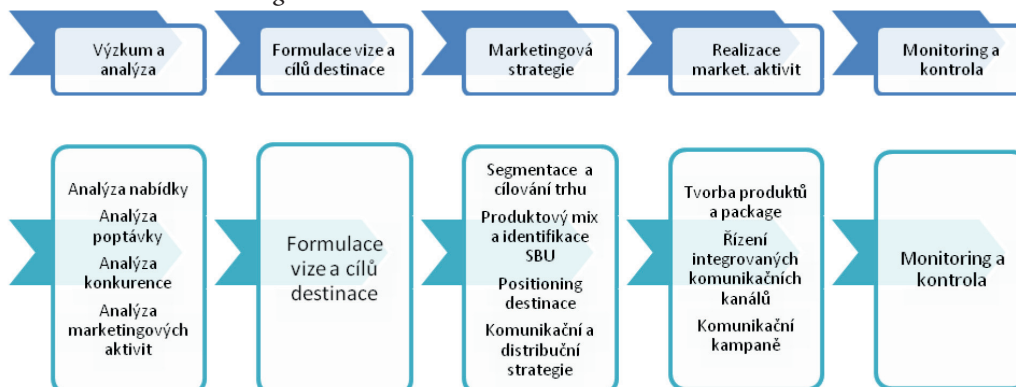 Výzkum a
analýza
Formulace vize a
cílů destinace
Marketingová
strategie
Realizace
market. aktivit
Monitoring a
kontrola
Analýza nabídky
Analýza
poptávky
Analýza
konkurence
Analýza
marketingových
aktivit
Formulace
vize a cílů
destinace
Segmentace a
cílování trhu
Produktový mix
a identifikace
SBU
Positioning
destinace
Komunikační a
distribuční
strategie
Tvorba produktů
a package
Řízení
integrovaných
komunikačních
kanálů
Komunikační
kampaně
Monitoring a
kontrola